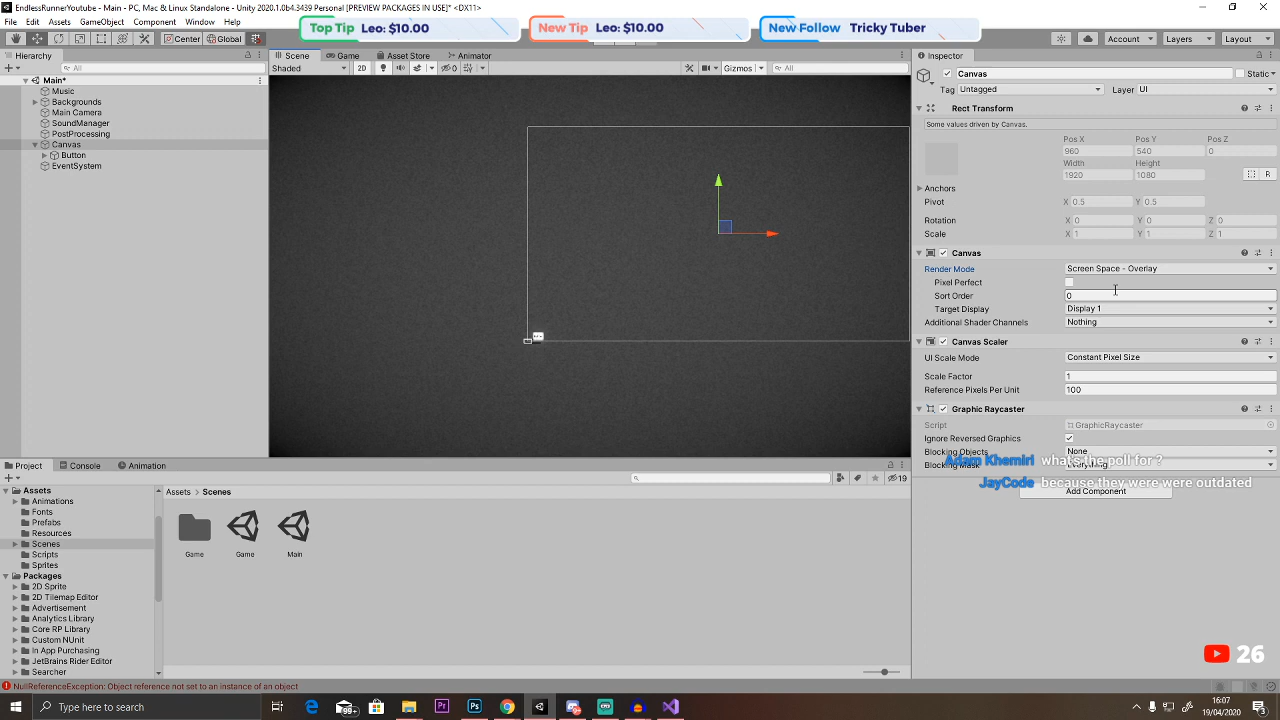 EndlessRunnerYoutube - Main - PC, Mac & Linux Standalone - Unity 2020.1.0b4.3439 Personal [PREVIEW PACKAGES IN USE]* <DX11>
File
Top Tip Leo: $10.00
New Tip Leo: $10.00
New Follow Tricky Tuber
Center Global
Account Layers Layout
Hierarchy
All
Main*
Music
Backgrounds
Main Camera
SoundManager
PostProcessing
Canvas
Button
EventSystem
Scene Game Asset Store Animator
Shaded 2D 0 Gizmos All
Inspector
Canvas Static
Tag Untagged Layer UI
Rect Transform
Some values driven by Canvas.
Pos X Pos Y Pos Z
960 540 0
Width Height
1920 1080 R
Anchors
Pivot X 0.5 Y 0.5
Rotation X 0 Y 0 Z 0
Scale X 1 Y 1 Z 1
Canvas
Render Mode Screen Space - Overlay
Pixel Perfect
Sort Order 0
Target Display Display 1
Additional Shader Channels Nothing
Canvas Scaler
UI Scale Mode Constant Pixel Size
Scale Factor 1
Reference Pixels Per Unit 100
Graphic Raycaster
Script GraphicRaycaster
Ignore Reversed Graphics
Blocking Objects None
Blocking Mask Everything
Adam Khemiri what's the poll for ?
JayCode because they were were outdated
Add Component
Project Console Animation
19
Assets
Animations
Fonts
Prefabs
Resources
Scenes
Scripts
Sprites
Packages
2D Sprite
2D Tilemap Editor
Advertisement
Analytics Library
Core RP Library
Custom NUnit
In App Purchasing
JetBrains Rider Editor
Searcher
Assets Scenes
Game Game Main
26
NullReferenceException: Object reference not set to an instance of an object
Type here to search
99+
16:07
19/04/2020